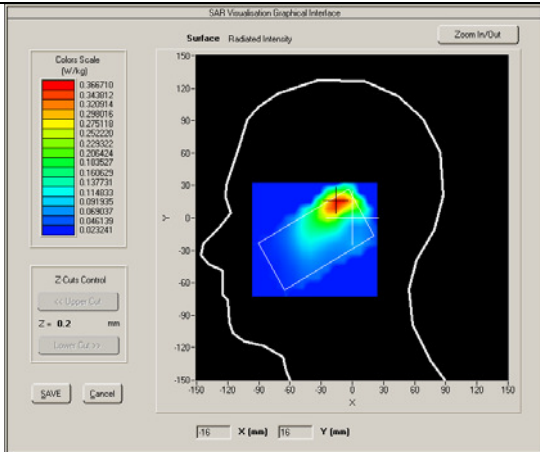 SAR Visualisation Graphical Interface
Surface Radiated Intensity
Zoom In/Out
Colors Scale
(W/kg)
0.366710
0.343812
0.320914
0.298016
0.275118
0.252220
0.229322
0.206424
0.183527
0.160629
0.137731
0.114833
0.091935
0.069037
0.046139
0.023241
150
120
90
60
30
0
-30
-60
-90
-120
-150
Y
-150 -120 -90 -60 -30 0 30 60 90 120 150
X
Z Cuts Control
<< Upper Cut
Z = 0.2 mm
Lower Cut >>
SAVE Cancel
-16 X (mm) 16 Y (mm)